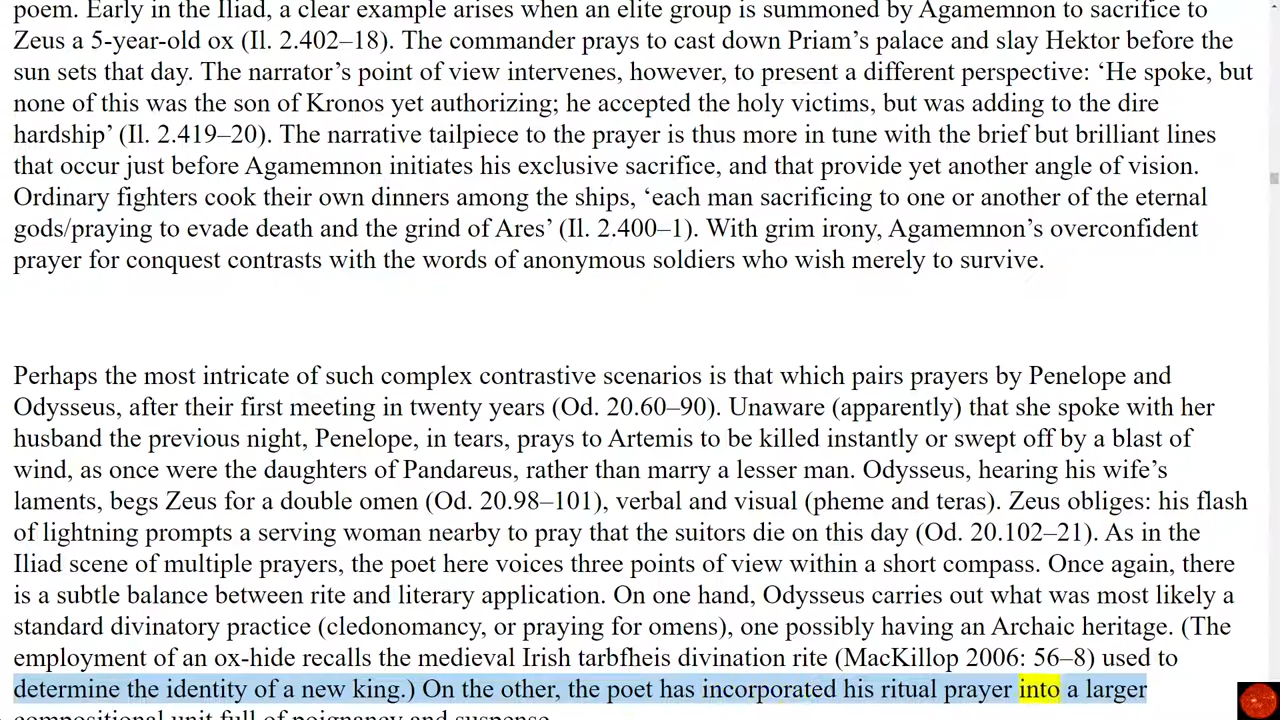 poem. Early in the Iliad, a clear example arises when an elite group is summoned by Agamemnon to sacrifice to
Zeus a 5-year-old ox (Il. 2.402–18). The commander prays to cast down Priam’s palace and slay Hektor before the
sun sets that day. The narrator’s point of view intervenes, however, to present a different perspective: ‘He spoke, but
none of this was the son of Kronos yet authorizing; he accepted the holy victims, but was adding to the dire
hardship’ (Il. 2.419–20). The narrative tailpiece to the prayer is thus more in tune with the brief but brilliant lines
that occur just before Agamemnon initiates his exclusive sacrifice, and that provide yet another angle of vision.
Ordinary fighters cook their own dinners among the ships, ‘each man sacrificing to one or another of the eternal
gods/praying to evade death and the grind of Ares’ (Il. 2.400–1). With grim irony, Agamemnon’s overconfident
prayer for conquest contrasts with the words of anonymous soldiers who wish merely to survive.
Perhaps the most intricate of such complex contrastive scenarios is that which pairs prayers by Penelope and
Odysseus, after their first meeting in twenty years (Od. 20.60–90). Unaware (apparently) that she spoke with her
husband the previous night, Penelope, in tears, prays to Artemis to be killed instantly or swept off by a blast of
wind, as once were the daughters of Pandareus, rather than marry a lesser man. Odysseus, hearing his wife’s
laments, begs Zeus for a double omen (Od. 20.98–101), verbal and visual (pheme and teras). Zeus obliges: his flash
of lightning prompts a serving woman nearby to pray that the suitors die on this day (Od. 20.102–21). As in the
Iliad scene of multiple prayers, the poet here voices three points of view within a short compass. Once again, there
is a subtle balance between rite and literary application. On one hand, Odysseus carries out what was most likely a
standard divinatory practice (cledonomancy, or praying for omens), one possibly having an Archaic heritage. (The
employment of an ox-hide recalls the medieval Irish tarbfheis divination rite (MacKillop 2006: 56–8) used to
determine the identity of a new king.) On the other, the poet has incorporated his ritual prayer into a larger
compositional unit full of poignancy and suspense.